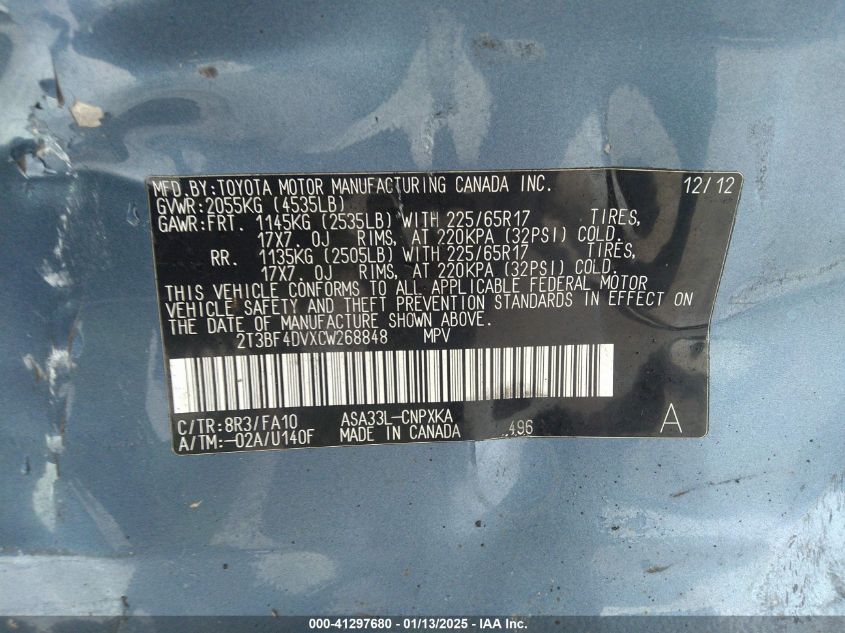 MFD.BY:TOYOTA MOTOR MANUFACTURING CANADA INC. 12/12
GVWR:2055KG (4535LB)
GAWR:FRT. 1145KG (2535LB) WITH 225/65R17 TIRES,
17X7.0J RIMS, AT 220KPA (32PSI) COLD.
RR. 1135KG (2505LB) WITH 225/65R17 TIRES,
17X7.0J RIMS, AT 220KPA (32PSI) COLD.
THIS VEHICLE CONFORMS TO ALL APPLICABLE FEDERAL MOTOR
VEHICLE SAFETY AND THEFT PREVENTION STANDARDS IN EFFECT ON
THE DATE OF MANUFACTURE SHOWN ABOVE.
2T3BF4DVXCW268848 MPV
C/TR:8R3/FA10 ASA33L-CNPXKA
A/TM:-02A/U140F MADE IN CANADA 496 A
000-41297680 - 01/13/2025 - IAA Inc.